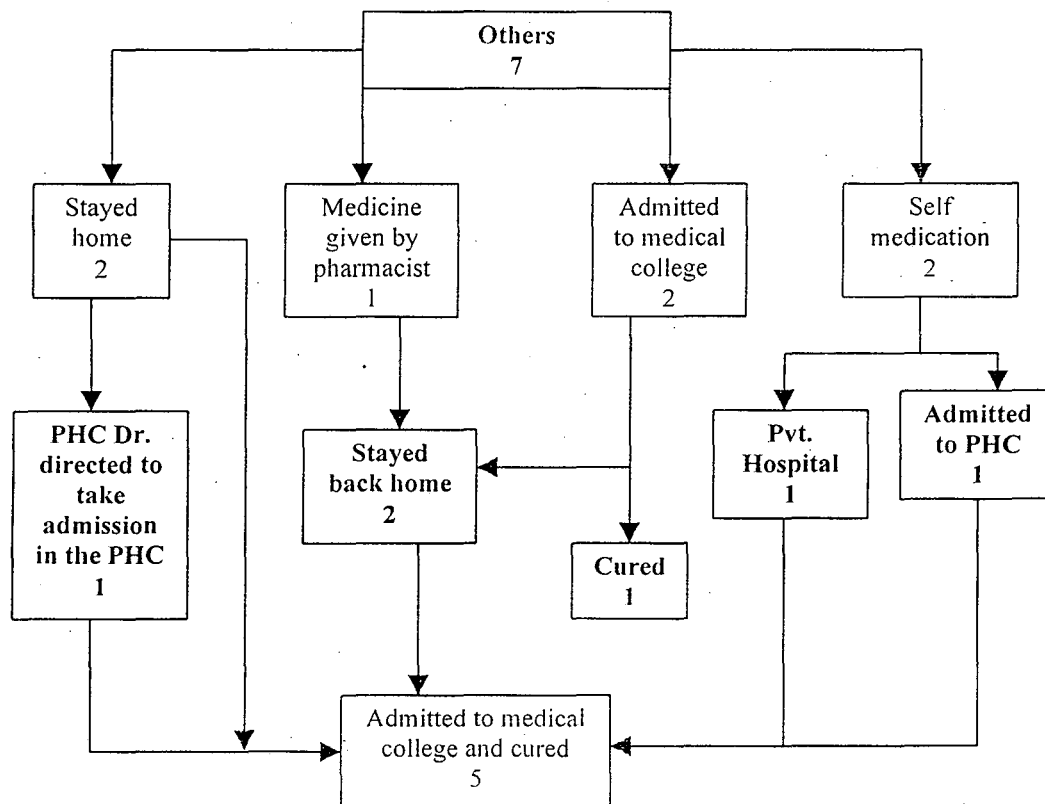 Others
7
Stayed
home
2
Medicine
given by
pharmacist
1
Admitted
to medical
college
2
Self
medication
2
PHC Dr.
directed to
take
admission
in the PHC
1
Stayed
back home
2
Cured
1
Pvt.
Hospital
1
Admitted
to PHC
1
Admitted to medical
college and cured
5